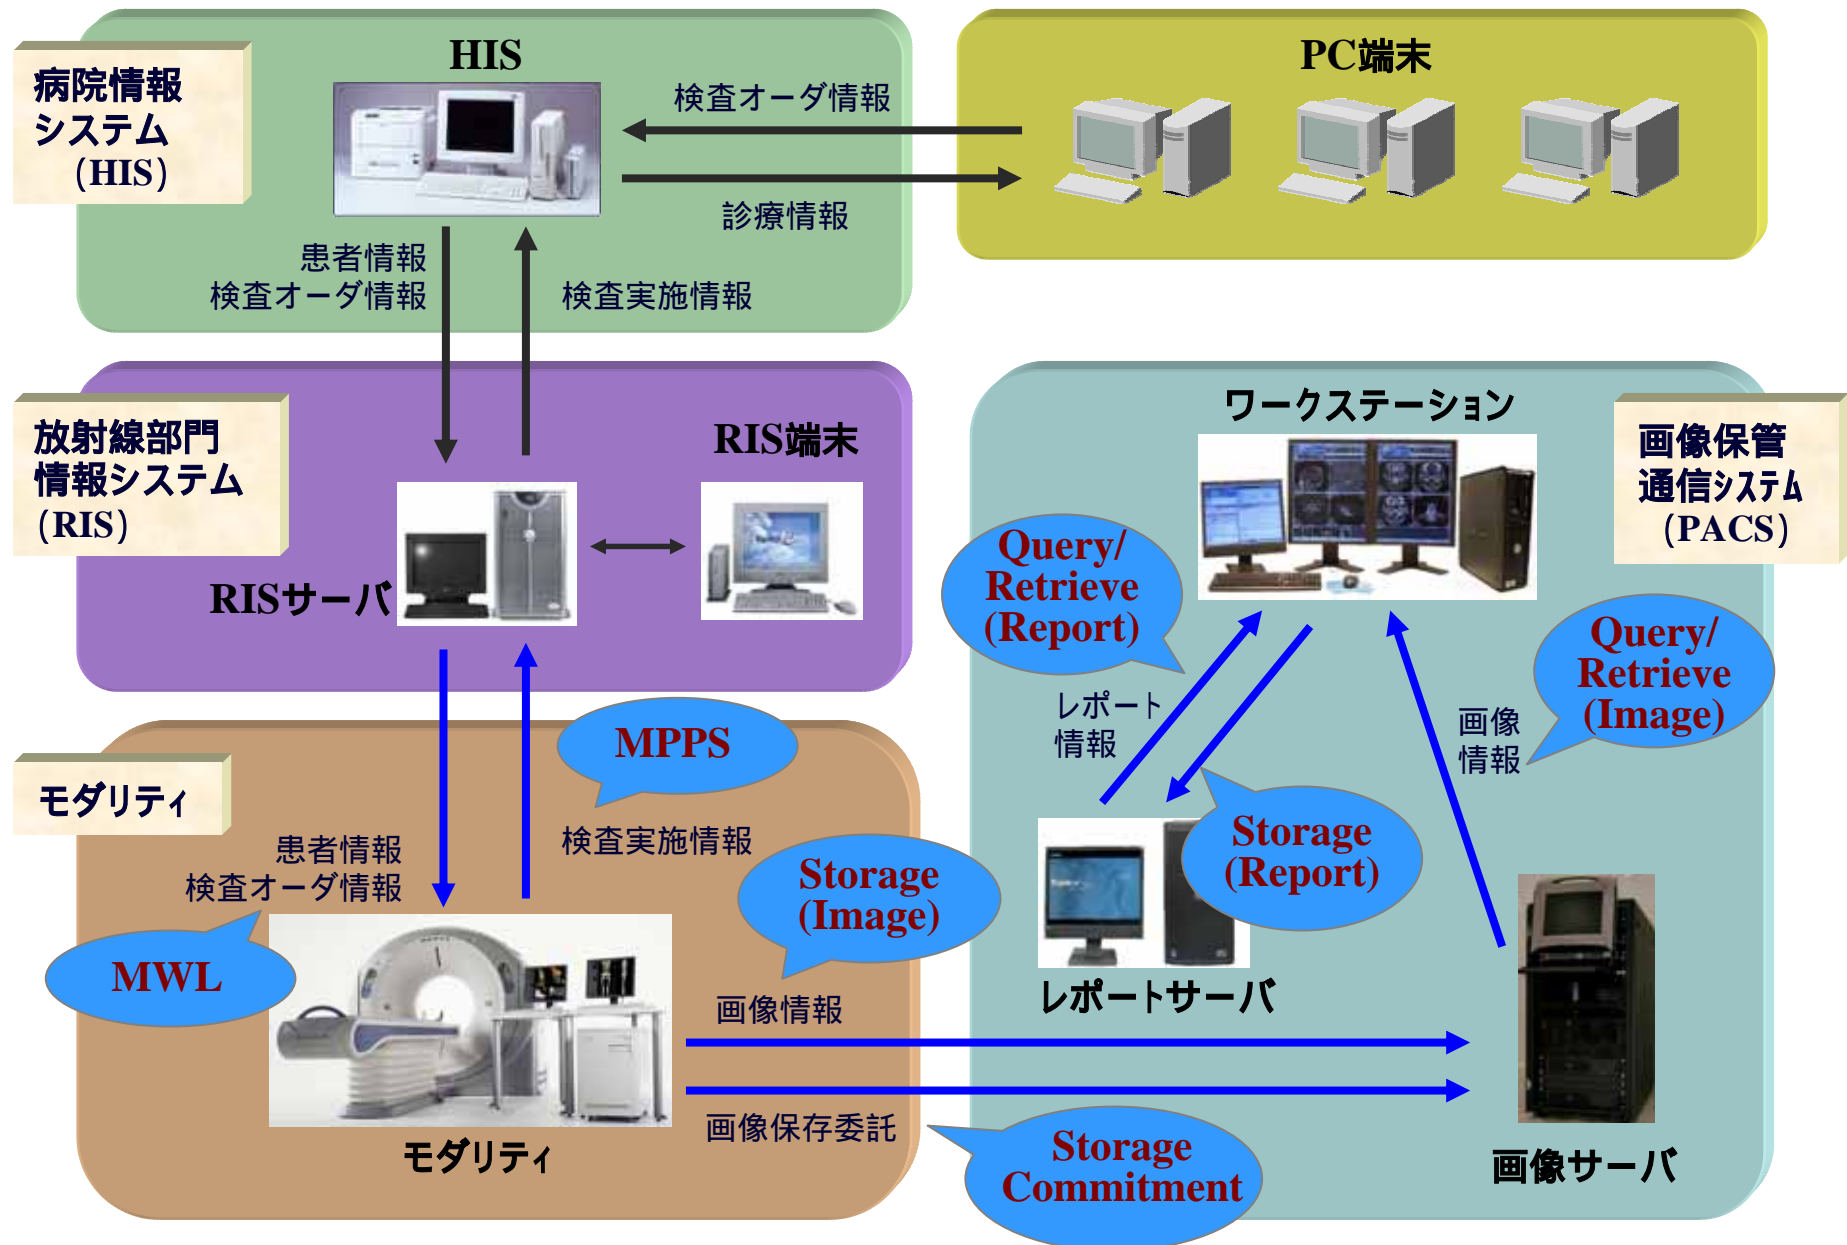 病院情報
システム
（HIS）
HIS
検査オーダ情報
診療情報
PC端末
患者情報
検査オーダ情報
検査実施情報
放射線部門
情報システム
（RIS）
RIS端末
RISサーバ
ワークステーション
画像保管
通信システム
（PACS）
Query/
Retrieve
(Report)
Query/
Retrieve
(Image)
レポート
情報
画像
情報
モダリティ
MPPS
患者情報
検査オーダ情報
検査実施情報
MWL
Storage
(Image)
Storage
(Report)
レポートサーバ
画像情報
画像保存委託
Storage
Commitment
モダリティ
画像サーバ